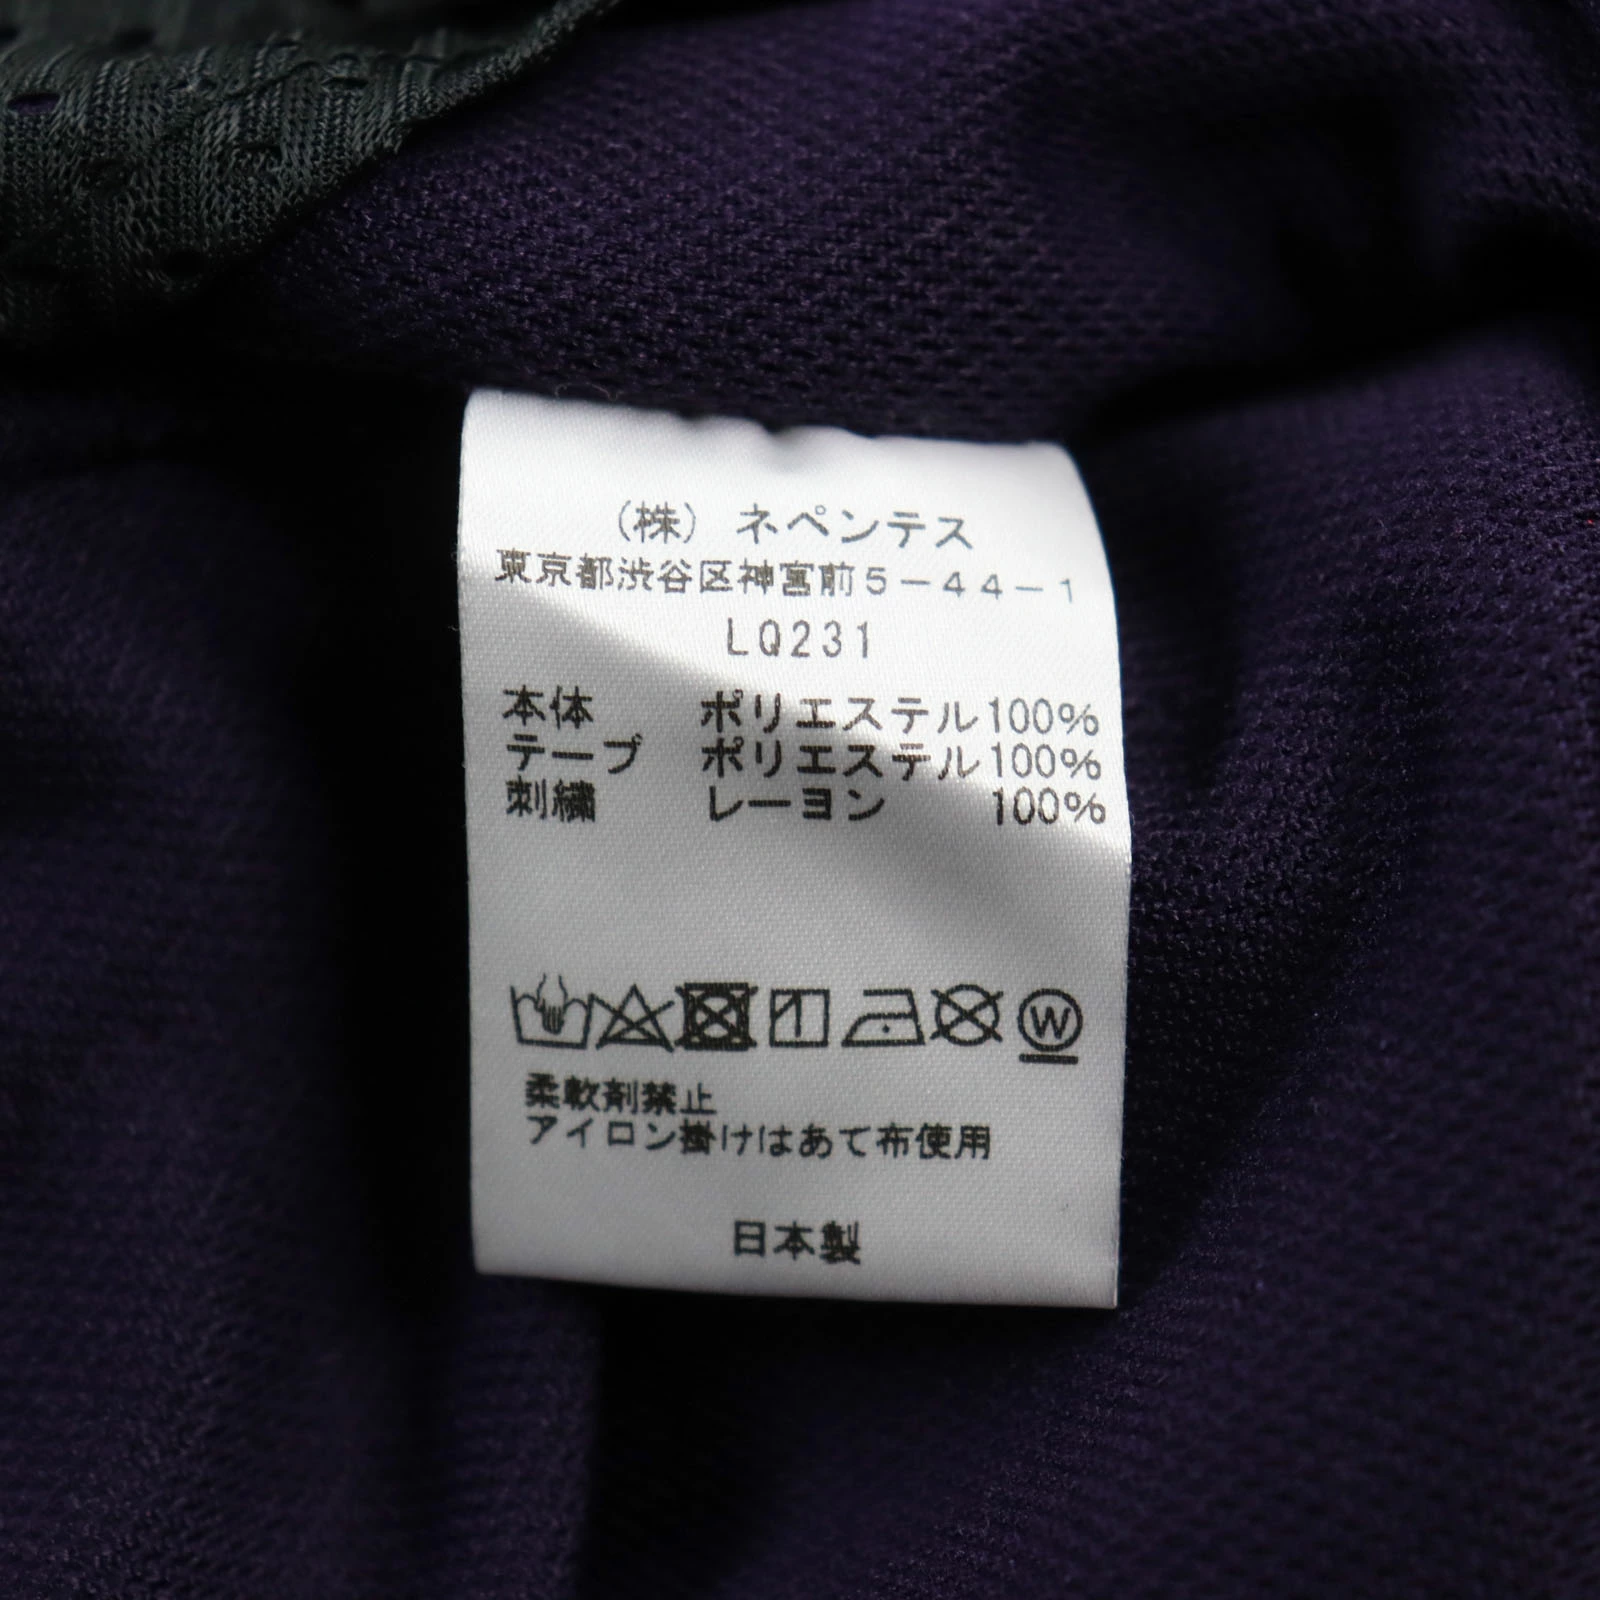 （株）ネペンテス
東京都渋谷区神宮前５－４４－１
LQ231
本体 ポリエステル100%
テープ ポリエステル100%
刺繍 レーヨン 100%
W
柔軟剤禁止
アイロン掛けはあて布使用
日本製